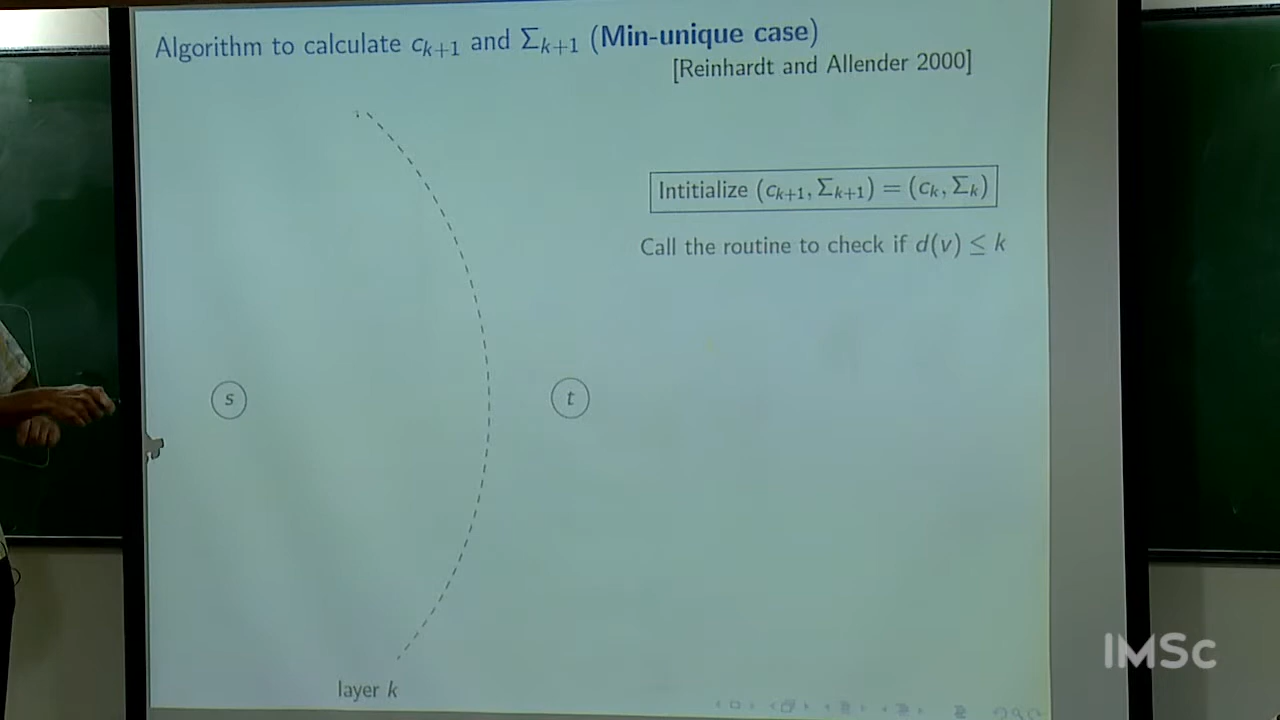 Algorithm to calculate c_{k+1} and Σ_{k+1} (Min-unique case)
[Reinhardt and Allender 2000]
Intitialize (c_{k+1}, Σ_{k+1}) = (c_k, Σ_k)
Call the routine to check if d(v) ≤ k
s
t
layer k
IMSc